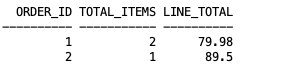 ORDER_ID TOTAL_ITEMS LINE_TOTAL
---------- ----------- ----------
1 2 79.98
2 1 89.5